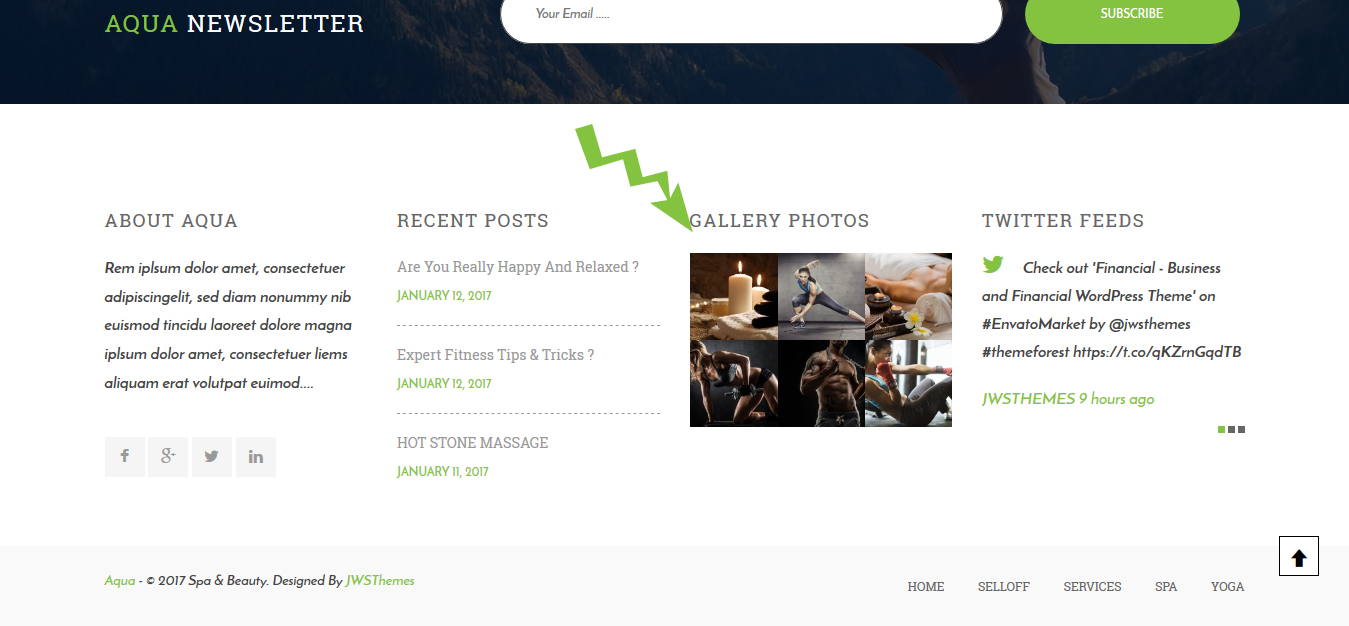 AQUA NEWSLETTER
Your Email .....
SUBSCRIBE
ABOUT AQUA
Rem iplsum dolor amet, consectetuer
adipiscingelit, sed diam nonummy nib
euismod tincidu laoreet dolore magna
iplsum dolor amet, consectetuer liems
aliquam erat volutpat euimod....
f
g+
in
RECENT POSTS
Are You Really Happy And Relaxed ?
JANUARY 12, 2017
Expert Fitness Tips & Tricks ?
JANUARY 12, 2017
HOT STONE MASSAGE
JANUARY 11, 2017
GALLERY PHOTOS
TWITTER FEEDS
Check out 'Financial - Business
and Financial WordPress Theme' on
#EnvatoMarket by @jwsthemes
#themeforest https://t.co/qKZrnGqdTB
JWSTHEMES 9 hours ago
Aqua - © 2017 Spa & Beauty. Designed By JWSThemes
HOME SELLOFF SERVICES SPA YOGA